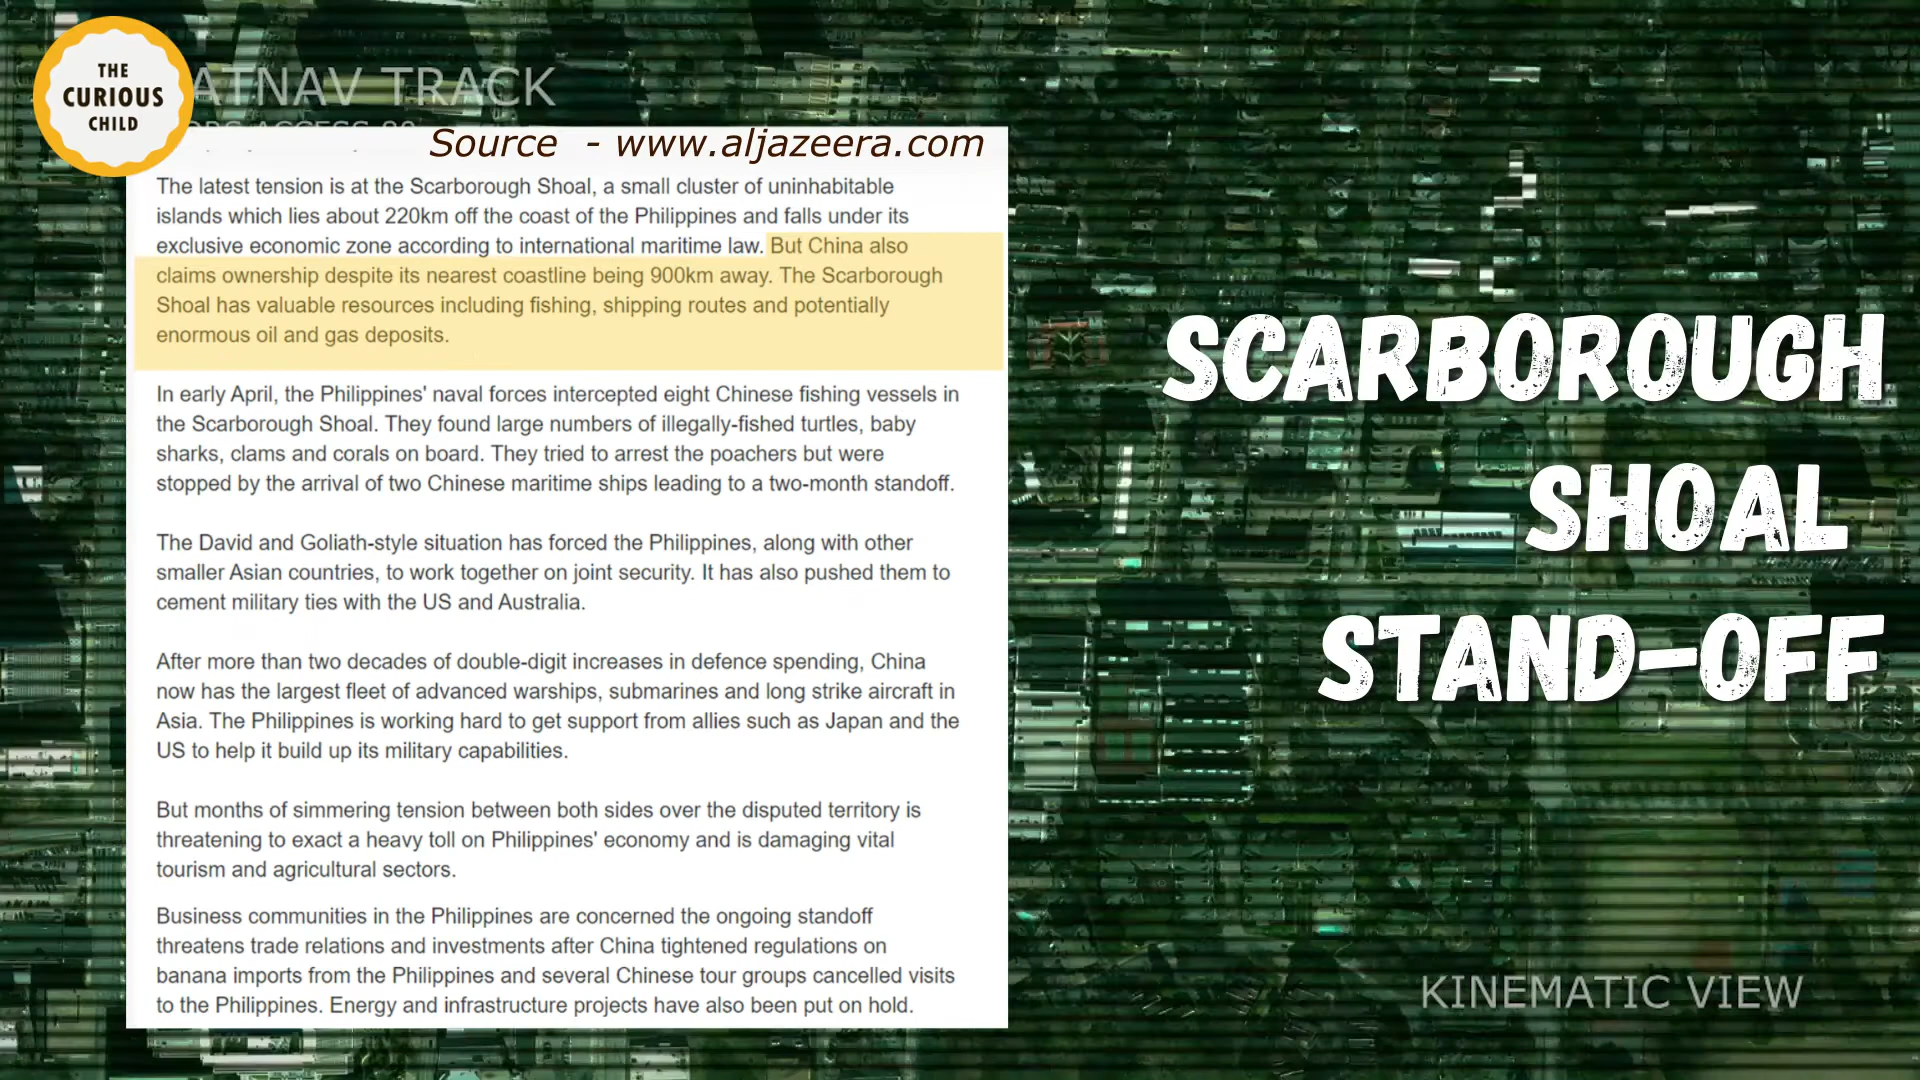 THE
CURIOUS
CHILD
ATNAV TRACK
Source - www.aljazeera.com
The latest tension is at the Scarborough Shoal, a small cluster of uninhabitable
islands which lies about 220km off the coast of the Philippines and falls under its
exclusive economic zone according to international maritime law. But China also
claims ownership despite its nearest coastline being 900km away. The Scarborough
Shoal has valuable resources including fishing, shipping routes and potentially
enormous oil and gas deposits.
In early April, the Philippines' naval forces intercepted eight Chinese fishing vessels in
the Scarborough Shoal. They found large numbers of illegally-fished turtles, baby
sharks, clams and corals on board. They tried to arrest the poachers but were
stopped by the arrival of two Chinese maritime ships leading to a two-month standoff.
The David and Goliath-style situation has forced the Philippines, along with other
smaller Asian countries, to work together on joint security. It has also pushed them to
cement military ties with the US and Australia.
After more than two decades of double-digit increases in defence spending, China
now has the largest fleet of advanced warships, submarines and long strike aircraft in
Asia. The Philippines is working hard to get support from allies such as Japan and the
US to help it build up its military capabilities.
But months of simmering tension between both sides over the disputed territory is
threatening to exact a heavy toll on Philippines' economy and is damaging vital
tourism and agricultural sectors.
Business communities in the Philippines are concerned the ongoing standoff
threatens trade relations and investments after China tightened regulations on
banana imports from the Philippines and several Chinese tour groups cancelled visits
to the Philippines. Energy and infrastructure projects have also been put on hold.
SCARBOROUGH
SHOAL
STAND-OFF
KINEMATIC VIEW